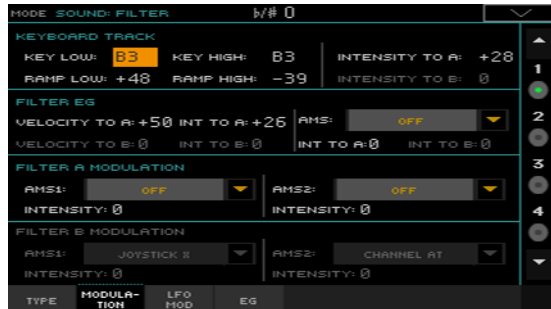 MODE SOUND: FILTER b/# 0
KEYBOARD TRACK
KEY LOW: B3 KEY HIGH: B3 INTENSITY TO A: +28
RAMP LOW: +48 RAMP HIGH: -39 INTENSITY TO B: 0
1
FILTER EG
VELOCITY TO A:+50 INT TO A:+26 AMS: OFF
2
VELOCITY TO B:0 INT TO B:0 INT TO A:0 INT TO B:0
FILTER A MODULATION
3
AMS1: OFF AMS2: OFF
INTENSITY: 0 INTENSITY: 0
4
FILTER B MODULATION
AMS1: JOYSTICK X AMS2: CHANNEL AT
INTENSITY: 0 INTENSITY: 0
TYPE MODULA-TION LFO MOD EG